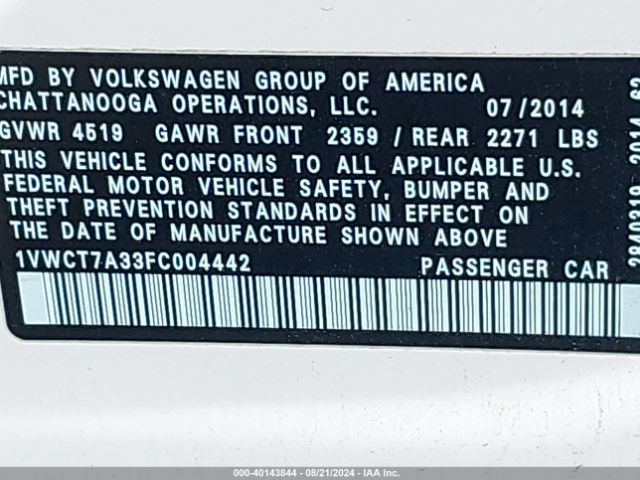 MFD BY VOLKSWAGEN GROUP OF AMERICA
CHATTANOOGA OPERATIONS, LLC. 07/2014
GVWR 4519 GAWR FRONT 2359 / REAR 2271 LBS
THIS VEHICLE CONFORMS TO ALL APPLICABLE U.S.
FEDERAL MOTOR VEHICLE SAFETY, BUMPER AND
THEFT PREVENTION STANDARDS IN EFFECT ON
THE DATE OF MANUFACTURE SHOWN ABOVE
1VWCT7A33FC004442 PASSENGER CAR
000-40143844 - 08/21/2024 - IAA Inc.